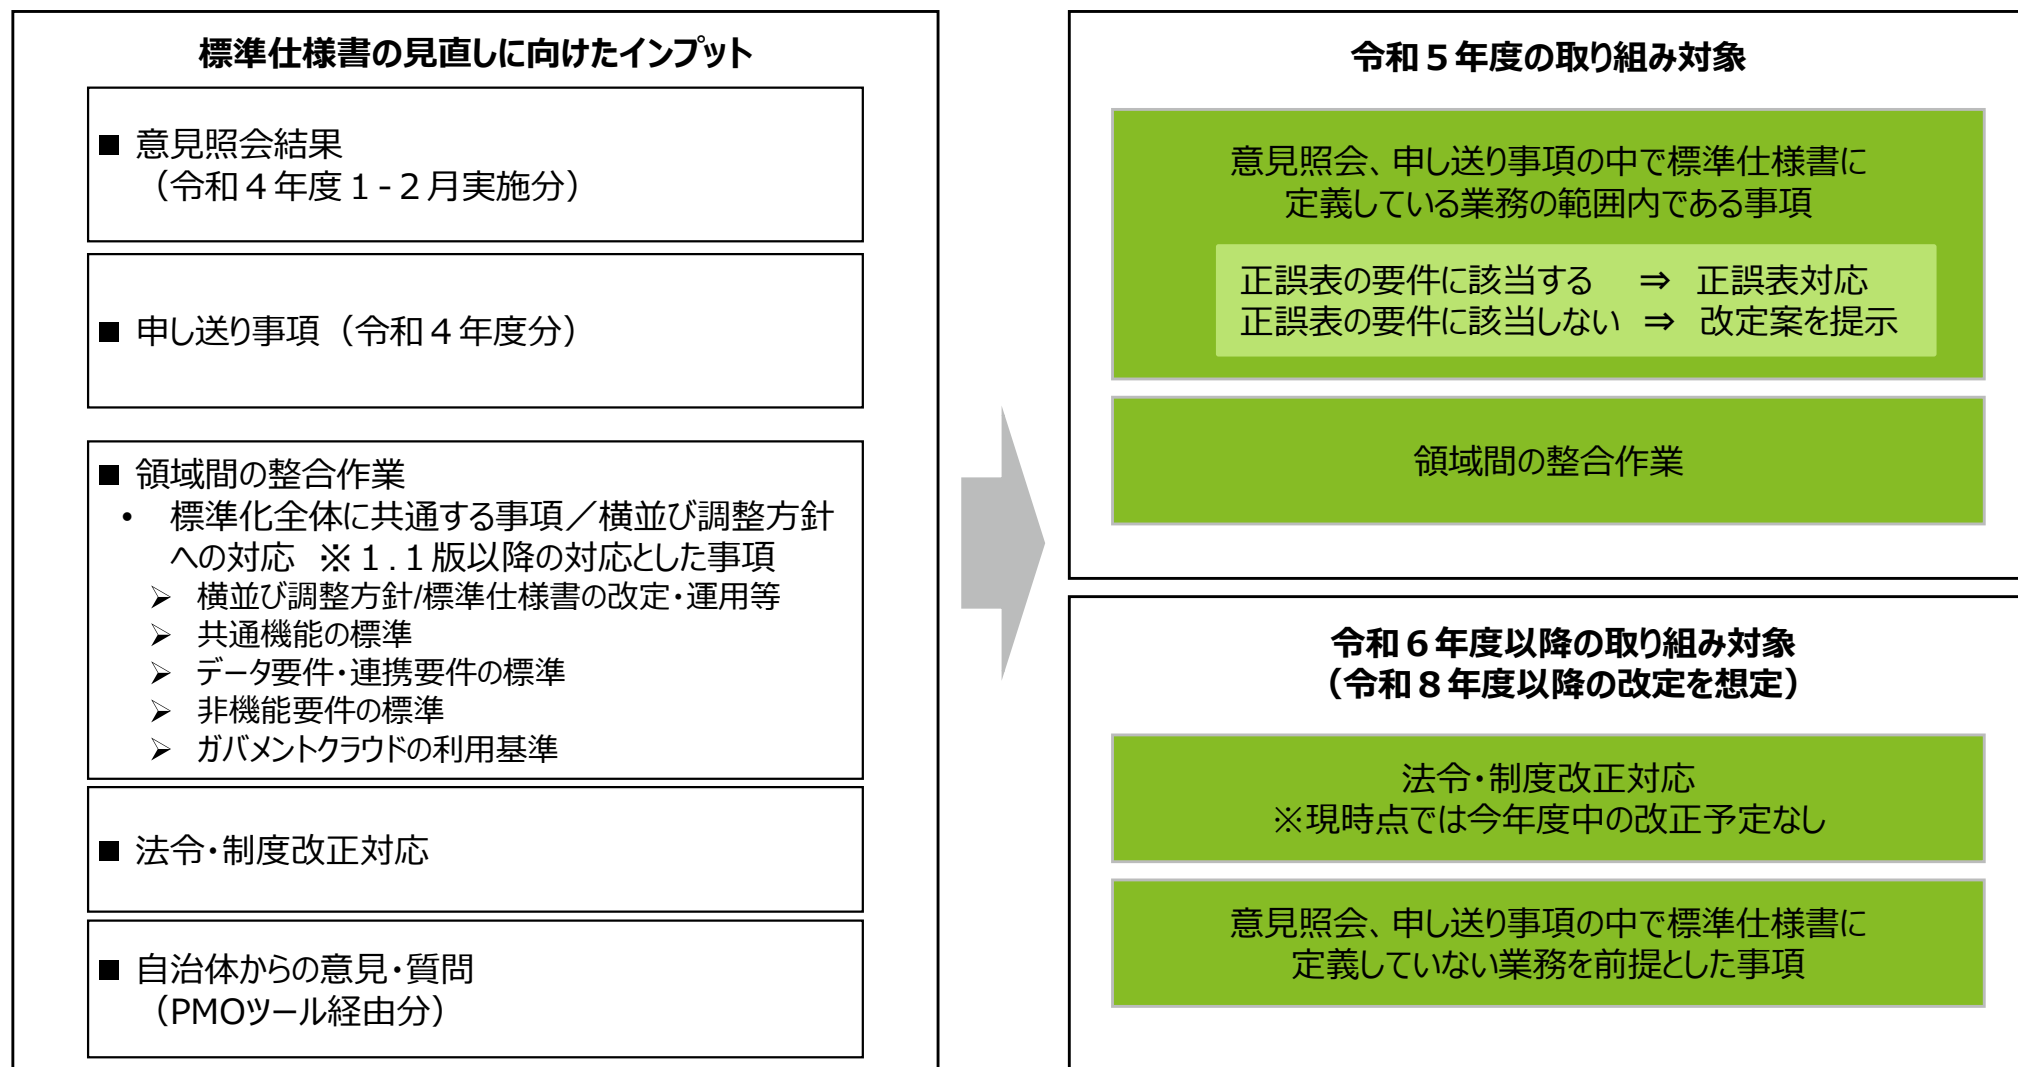 標準仕様書の見直しに向けたインプット
■ 意見照会結果
（令和４年度１-２月実施分）
■ 申し送り事項（令和４年度分）
■ 領域間の整合作業
• 標準化全体に共通する事項／横並び調整方針
への対応 ※１.１版以降の対応とした事項
➢ 横並び調整方針/標準仕様書の改定・運用等
➢ 共通機能の標準
➢ データ要件・連携要件の標準
➢ 非機能要件の標準
➢ ガバメントクラウドの利用基準
■ 法令・制度改正対応
■ 自治体からの意見・質問
（PMOツール経由分）
令和５年度の取り組み対象
意見照会、申し送り事項の中で標準仕様書に
定義している業務の範囲内である事項
正誤表の要件に該当する ⇒ 正誤表対応
正誤表の要件に該当しない ⇒ 改定案を提示
領域間の整合作業
令和６年度以降の取り組み対象
（令和８年度以降の改定を想定）
法令・制度改正対応
※現時点では今年度中の改正予定なし
意見照会、申し送り事項の中で標準仕様書に
定義していない業務を前提とした事項